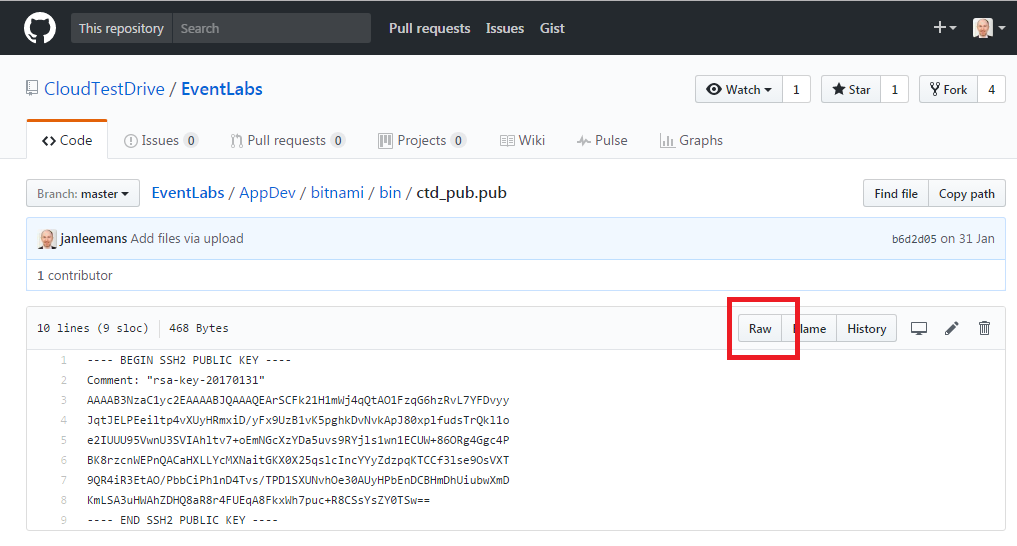 This repository Search Pull requests Issues Gist
CloudTestDrive / EventLabs Watch 1 Star 1 Fork 4
Code Issues 0 Pull requests 0 Projects 0 Wiki Pulse Graphs
Branch: master EventLabs / AppDev / bitnami / bin / ctd_pub.pub Find file Copy path
janleemans Add files via upload b6d2d05 on 31 Jan
1 contributor
10 lines (9 sloc) 468 Bytes Raw lame History
1 ---- BEGIN SSH2 PUBLIC KEY ----
2 Comment: "rsa-key-20170131"
3 AAAAB3NzaC1yc2EAAAABJQAAAQEArSCFk21H1mWj4qQtAO1FzqG6hzRvL7YFDvyy
4 JqtJELPEeiltp4vXUyHRmxiD/yFx9UzB1vK5pghkDvNvkApJ80xplfudsTrQkl1o
5 e2IUUU95VwnU3SVIAhltv7+oEmNGcXzYDa5uvs9RYjls1wn1ECUW+86ORg4Ggc4P
6 BK8rzcnWEPnQACaHXLLYcMXNaitGKX0X25qslcIncYYyZdzpqKTCCf3lse9OsVXT
7 9QR4iR3EtAO/PbbCiPh1nD4Tvs/TPD1SXUNvhOe30AUyHPbEnDCBHmDhUiubwXmD
8 KmLSA3uHWAhZDHQ8aR8r4FUEqA8FkxWh7puc+R8CSsYsZY0TSw==
9 ---- END SSH2 PUBLIC KEY ----